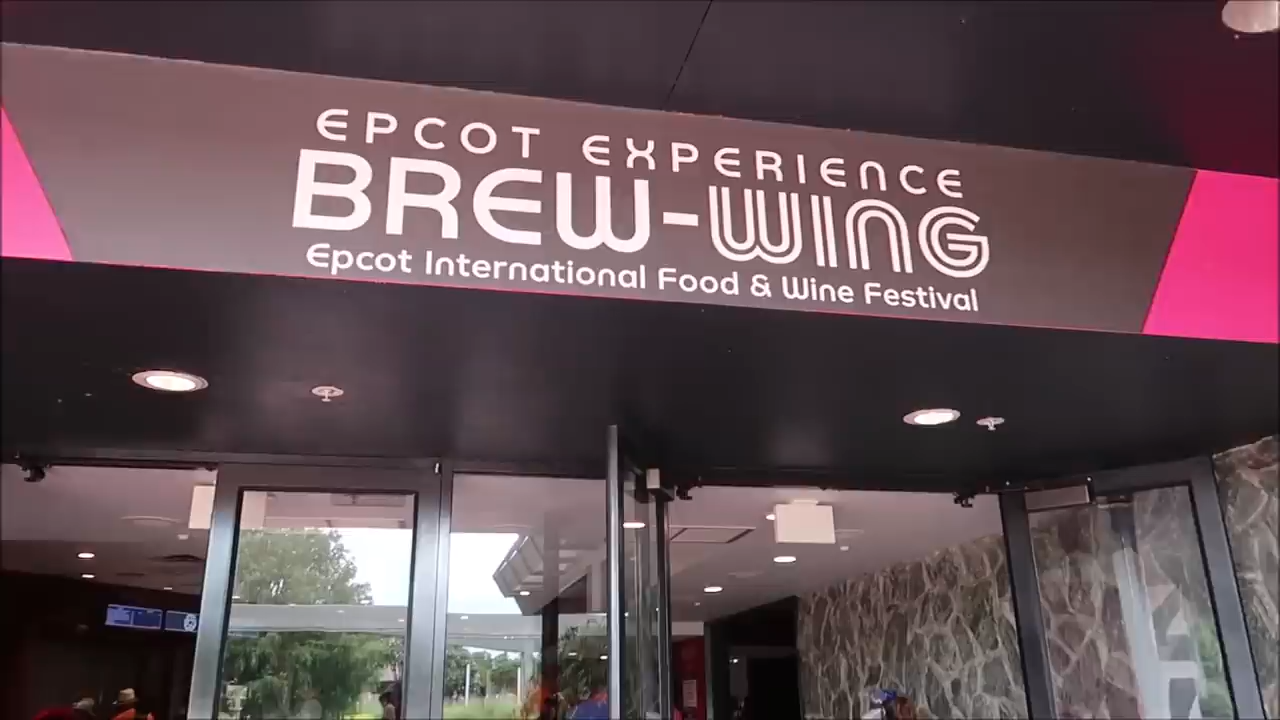 EPCOT EXPERIENCE
BREW-WING
Epcot International Food & Wine Festival